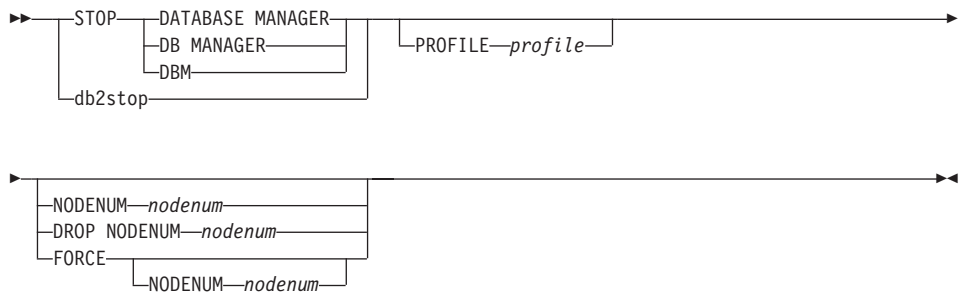 STOP DATABASE MANAGER
DB MANAGER
DBM
db2stop
PROFILE profile
NODENUM nodenum
DROP NODENUM nodenum
FORCE
NODENUM nodenum